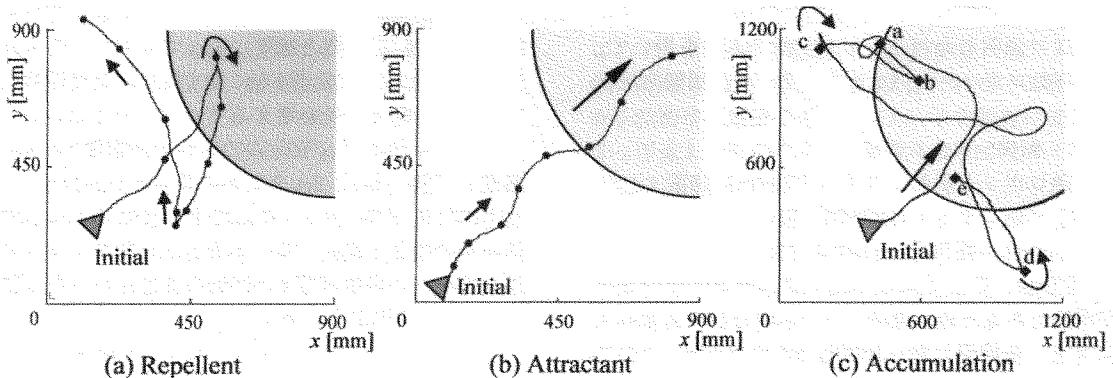 900
y [mm]
450
0
450
900
x [mm]
Initial
(a) Repellent
900
y [mm]
450
0
450
900
x [mm]
Initial
(b) Attractant
1200
y [mm]
600
0
600
1200
x [mm]
c
a
b
e
d
Initial
(c) Accumulation